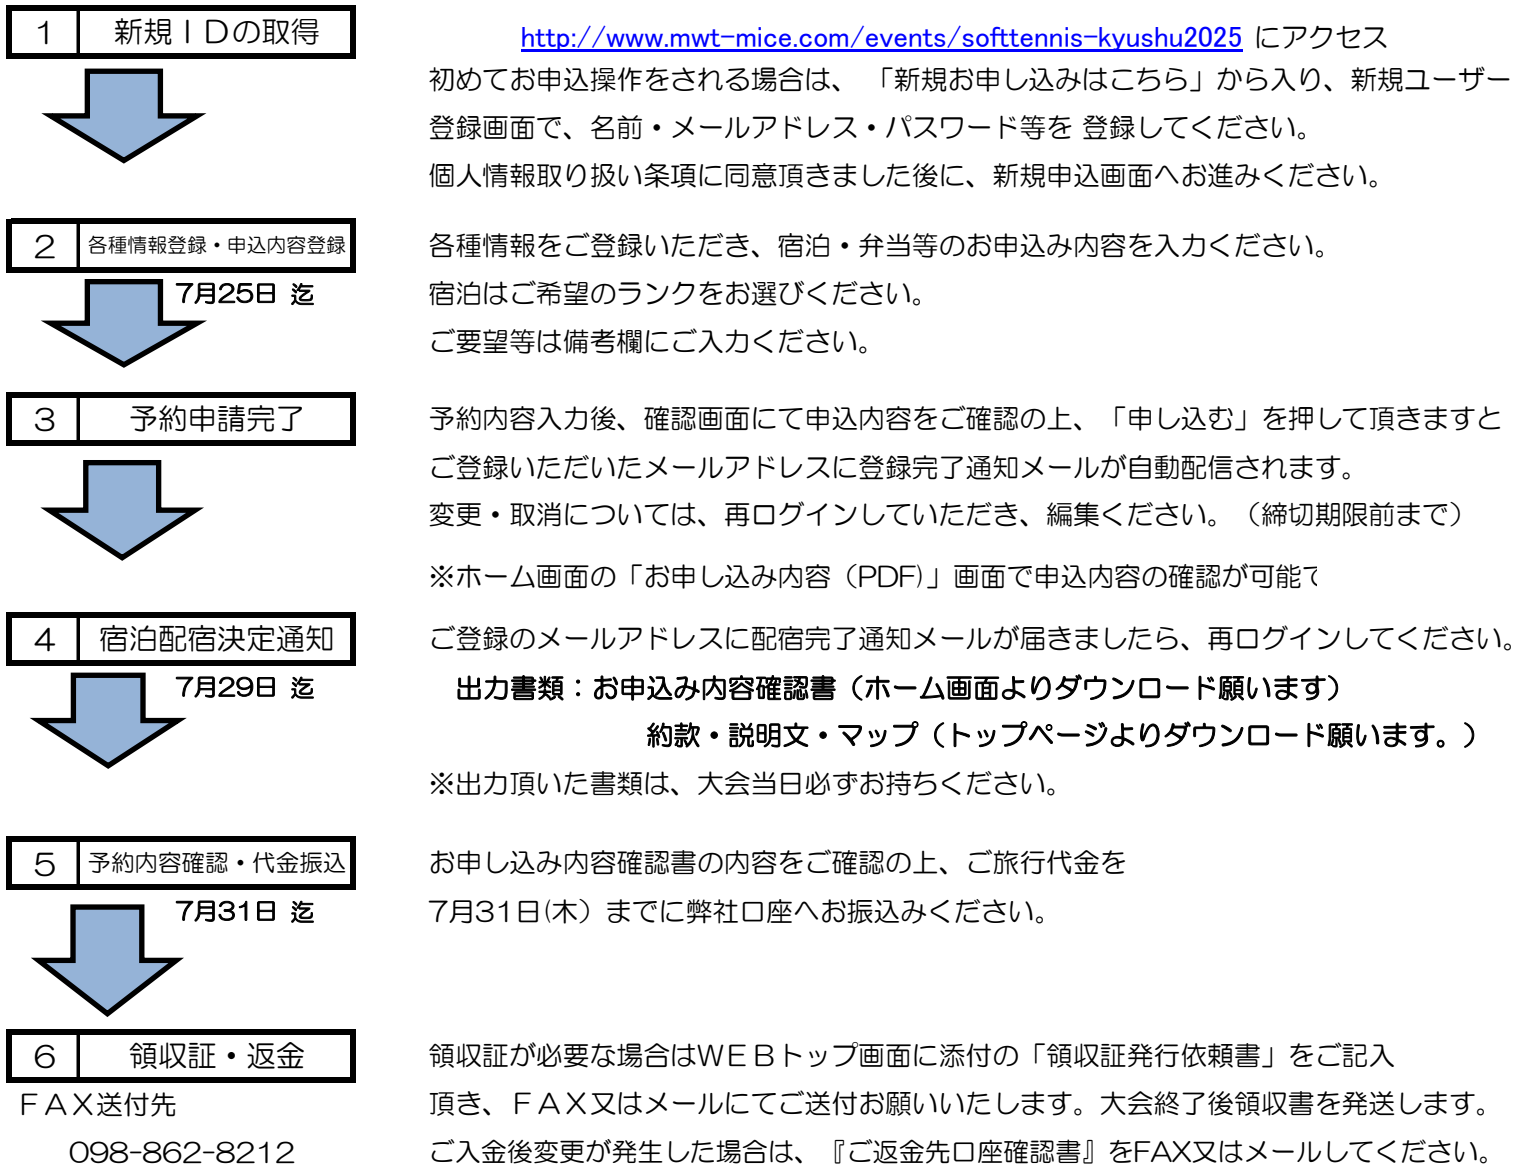 1 新規ＩＤの取得
http://www.mwt-mice.com/events/softtennis-kyushu2025 にアクセス
初めてお申込操作をされる場合は、「新規お申し込みはこちら」から入り、新規ユーザー
登録画面で、名前・メールアドレス・パスワード等を 登録してください。
個人情報取り扱い条項に同意頂きました後に、新規申込画面へお進みください。
2 各種情報登録・申込内容登録
各種情報をご登録いただき、宿泊・弁当等のお申込み内容を入力ください。
7月25日 迄
宿泊はご希望のランクをお選びください。
ご要望等は備考欄にご入力ください。
3 予約申請完了
予約内容入力後、確認画面にて申込内容をご確認の上、「申し込む」を押して頂きますと
ご登録いただいたメールアドレスに登録完了通知メールが自動配信されます。
変更・取消については、再ログインしていただき、編集ください。（締切期限前まで）
※ホーム画面の「お申し込み内容（PDF)」画面で申込内容の確認が可能で
4 宿泊配宿決定通知
ご登録のメールアドレスに配宿完了通知メールが届きましたら、再ログインしてください。
7月29日 迄
出力書類：お申込み内容確認書（ホーム画面よりダウンロード願います）
約款・説明文・マップ（トップページよりダウンロード願います。）
※出力頂いた書類は、大会当日必ずお持ちください。
5 予約内容確認・代金振込
お申し込み内容確認書の内容をご確認の上、ご旅行代金を
7月31日 迄
7月31日(木）までに弊社口座へお振込みください。
6 領収証・返金
領収証が必要な場合はＷＥＢトップ画面に添付の「領収証発行依頼書」をご記入
ＦＡＸ送付先
頂き、ＦＡＸ又はメールにてご送付お願いいたします。大会終了後領収書を発送します。
098-862-8212
ご入金後変更が発生した場合は、『ご返金先口座確認書』をFAX又はメールしてください。